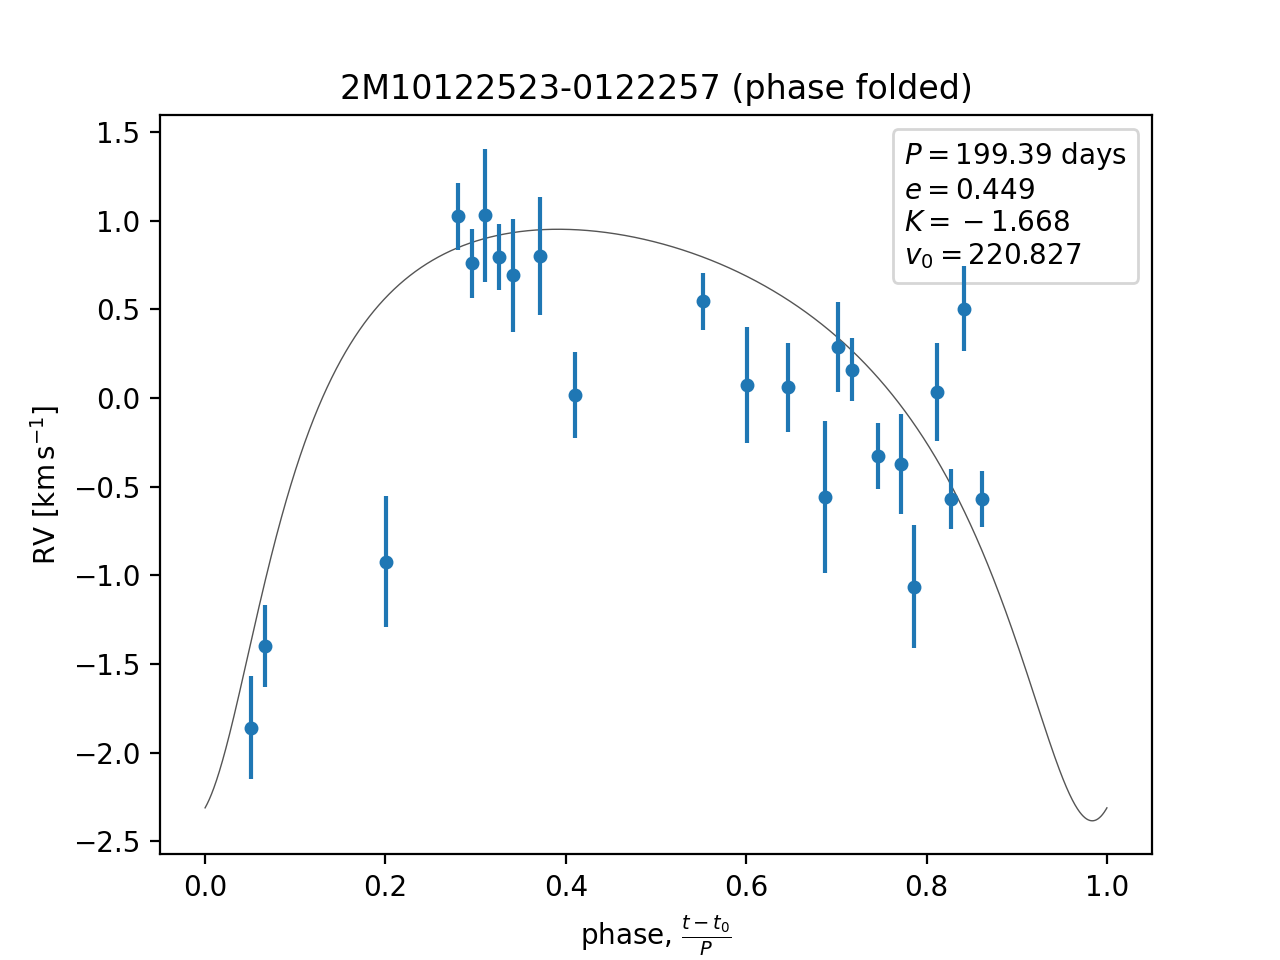 2M10122523-0122257 (phase folded)
P = 199.39 days
e = 0.449
K = −1.668
v₀ = 220.827
1.5
1.0
0.5
0.0
−0.5
−1.0
−1.5
−2.0
−2.5
RV [km s⁻¹]
0.0 0.2 0.4 0.6 0.8 1.0
phase, (t − t₀)/P